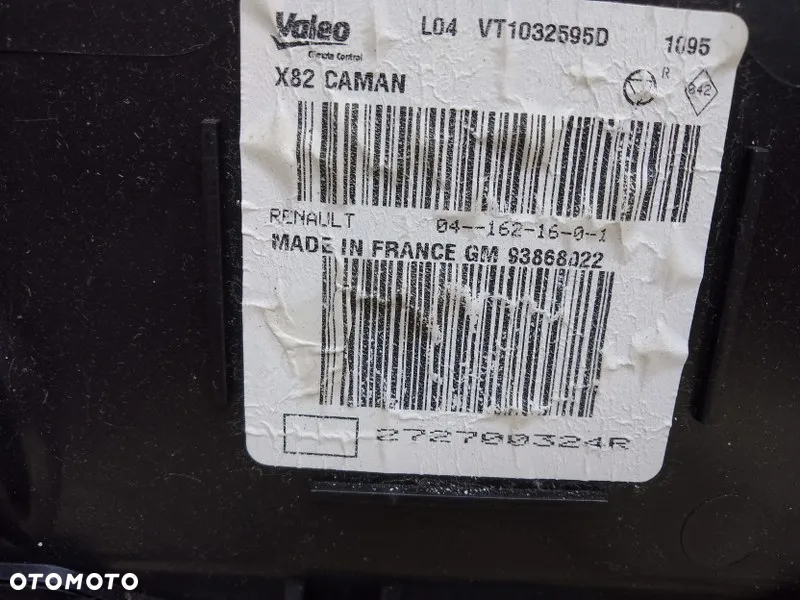 Valeo L04 VT1032595D 1095
Climate Control
X82 CAMAN R 042
RENAULT 04--162-16-0-1
MADE IN FRANCE GM 93868022
272700324R
OTOMOTO